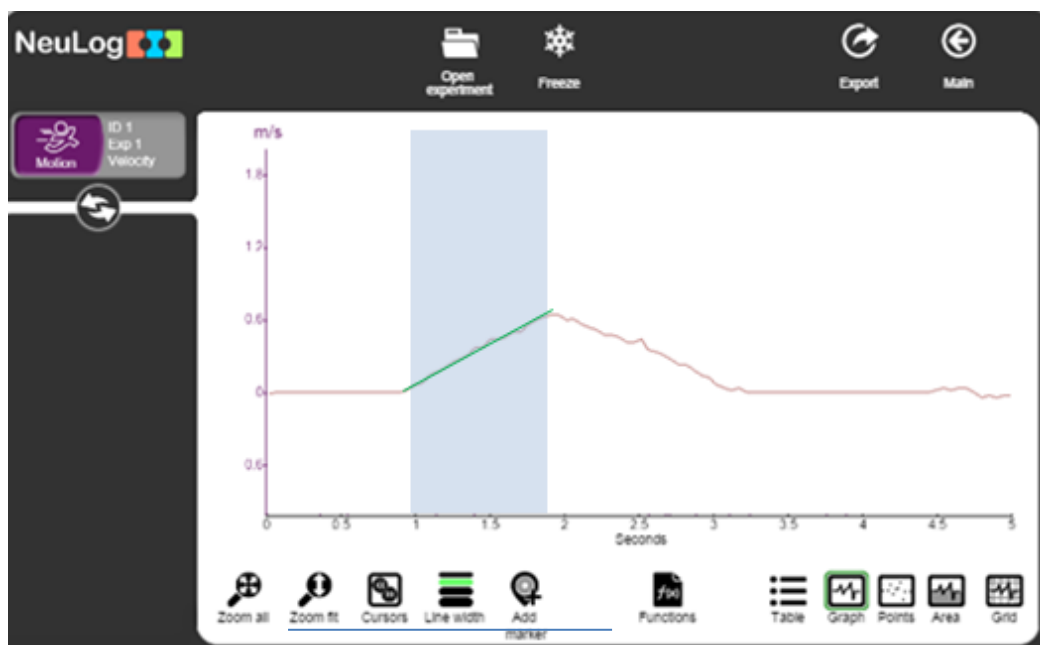 NeuLog
Open
experiment
Freeze
Export
Main
Motion
ID 1
Exp 1
Velocity
m/s
1.8
1.2
0.6
0
0.6
0 0.5 1 1.5 2 2.5 3 3.5 4 4.5 5
Seconds
Zoom all
Zoom fit
Cursors
Line width
Add
marker
f(x)
Functions
Table
Graph
Points
Area
Grid